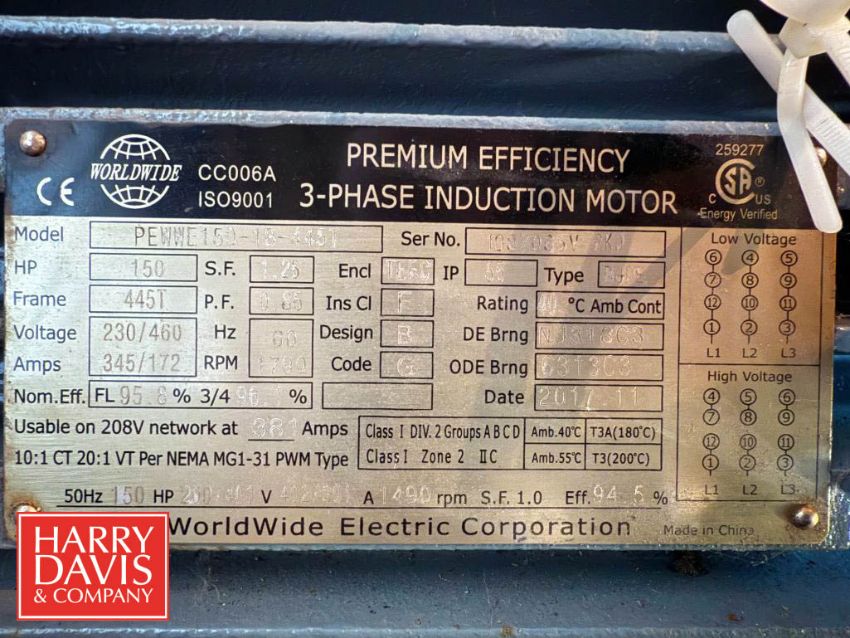 WORLDWIDE CC006A PREMIUM EFFICIENCY 259277
CE ISO9001 3-PHASE INDUCTION MOTOR C SA ® US
Energy Verified
Model Ser No. Low Voltage
HP 150 S.F. 1.25 Encl IP Type
Frame 445T P.F. Ins Cl F Rating 40 °C Amb Cont
Voltage 230/460 Hz 60 Design B DE Brng
Amps 345/172 RPM 1790 Code G ODE Brng 6313C3
Nom.Eff. FL 95.8 % 3/4 % Date 2017.11
Usable on 208V network at 381 Amps
10:1 CT 20:1 VT Per NEMA MG1-31 PWM Type
Class I DIV. 2 Groups A B C D Amb.40°C T3A(180°C)
Class I Zone 2 IIC Amb.55°C T3(200°C)
50Hz 150 HP V A 1490 rpm S.F. 1.0 Eff. 94.5 %
WorldWide Electric Corporation Made in China
6 4 5
7 8 9
12 10 11
1 2 3
L1 L2 L3
High Voltage
4 5 6
7 8 9
12 10 11
1 2 3
L1 L2 L3
HARRY
DAVIS
& COMPANY